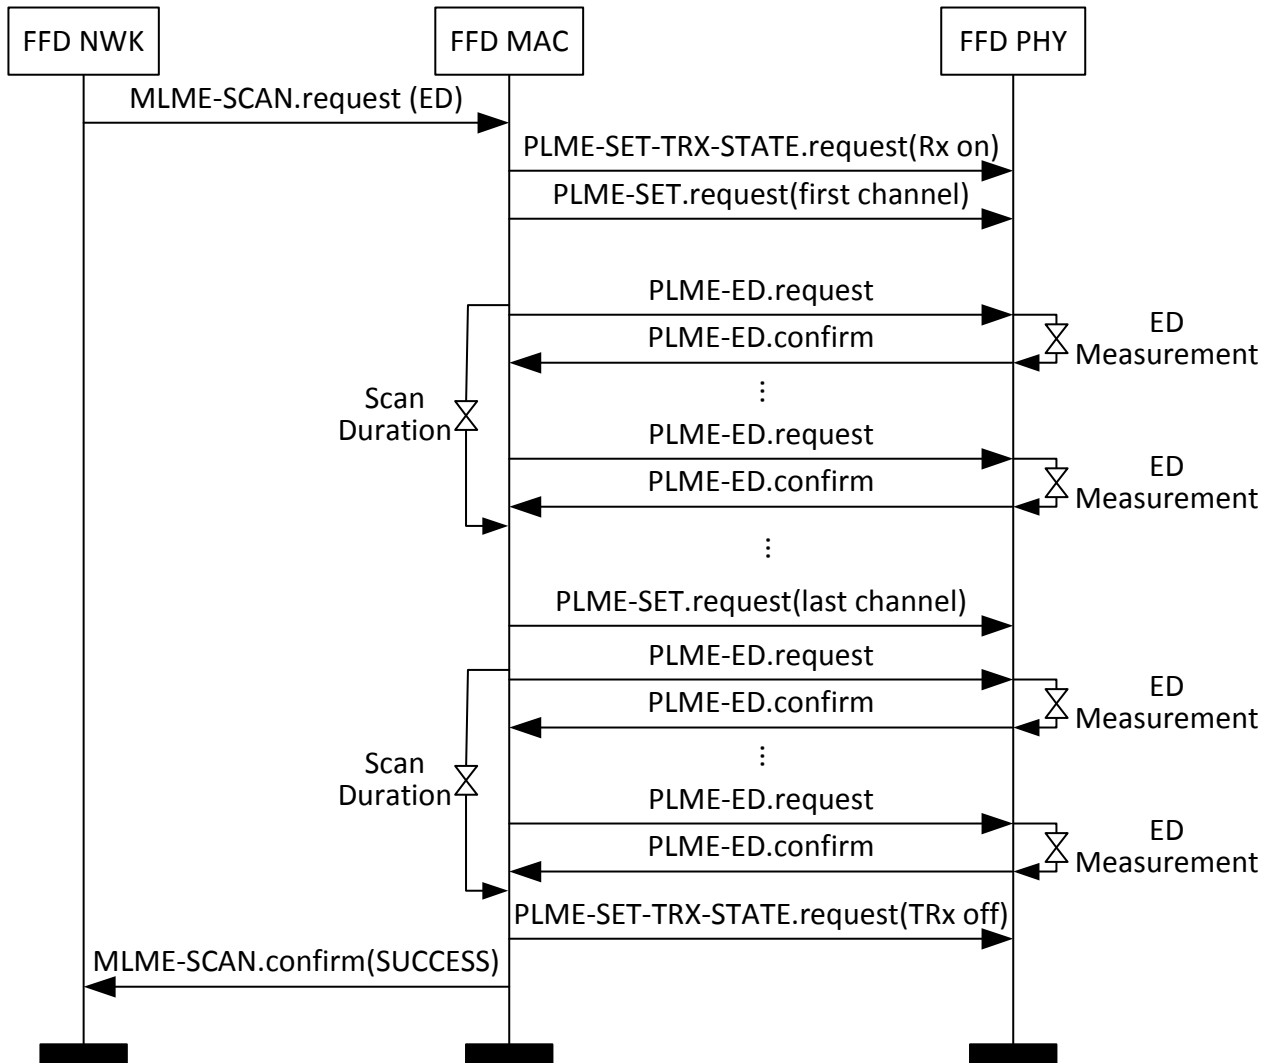 FFD NWK
FFD MAC
FFD PHY
MLME-SCAN.request (ED)
PLME-SET-TRX-STATE.request(Rx on)
PLME-SET.request(first channel)
PLME-ED.request
ED
Measurement
PLME-ED.confirm
...
Scan
Duration
PLME-ED.request
ED
Measurement
PLME-ED.confirm
...
PLME-SET.request(last channel)
PLME-ED.request
ED
Measurement
PLME-ED.confirm
...
Scan
Duration
PLME-ED.request
ED
Measurement
PLME-ED.confirm
PLME-SET-TRX-STATE.request(TRx off)
MLME-SCAN.confirm(SUCCESS)